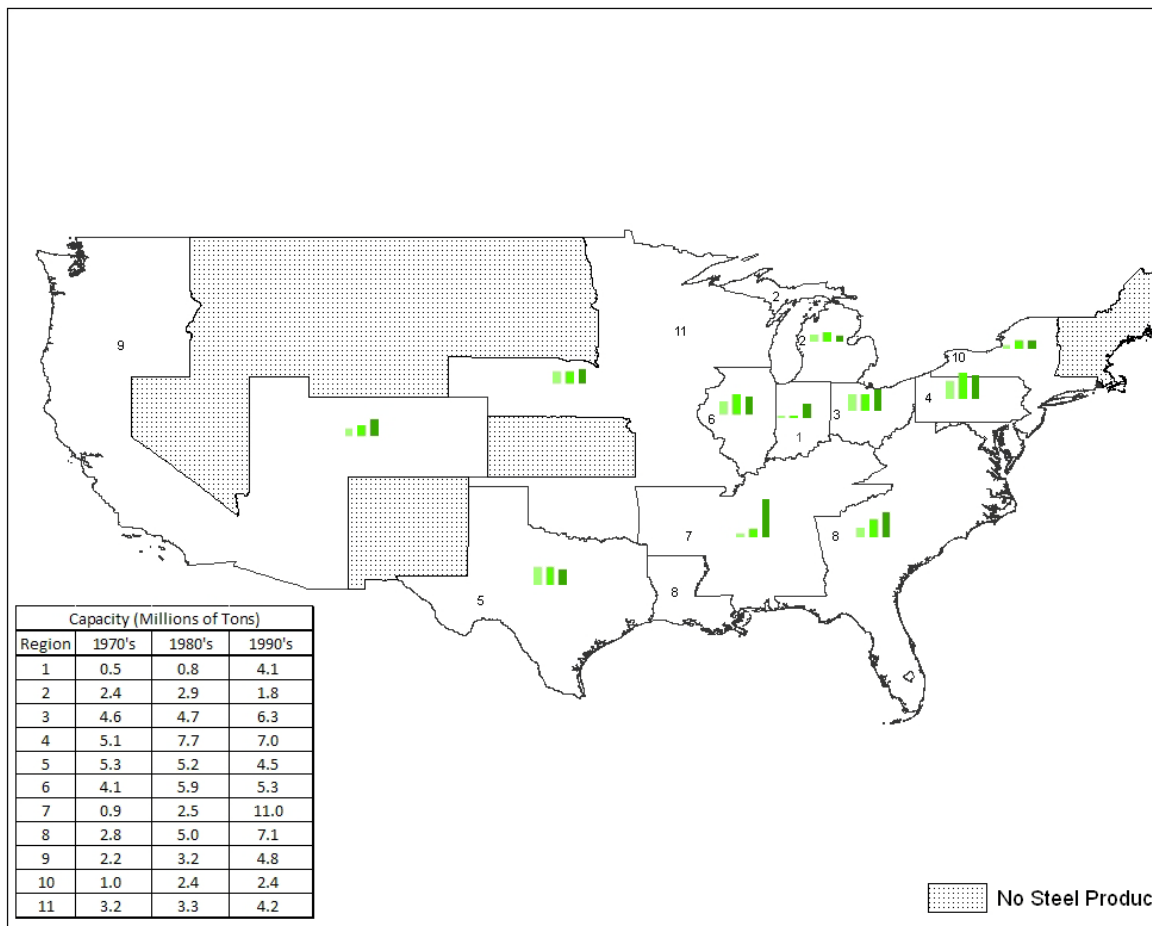 2
11
9
2
10
4
6
3
1
7
8
5
8
Capacity (Millions of Tons)
Region 1970's 1980's 1990's
1 0.5 0.8 4.1
2 2.4 2.9 1.8
3 4.6 4.7 6.3
4 5.1 7.7 7.0
5 5.3 5.2 4.5
6 4.1 5.9 5.3
7 0.9 2.5 11.0
8 2.8 5.0 7.1
9 2.2 3.2 4.8
10 1.0 2.4 2.4
11 3.2 3.3 4.2
No Steel Produc